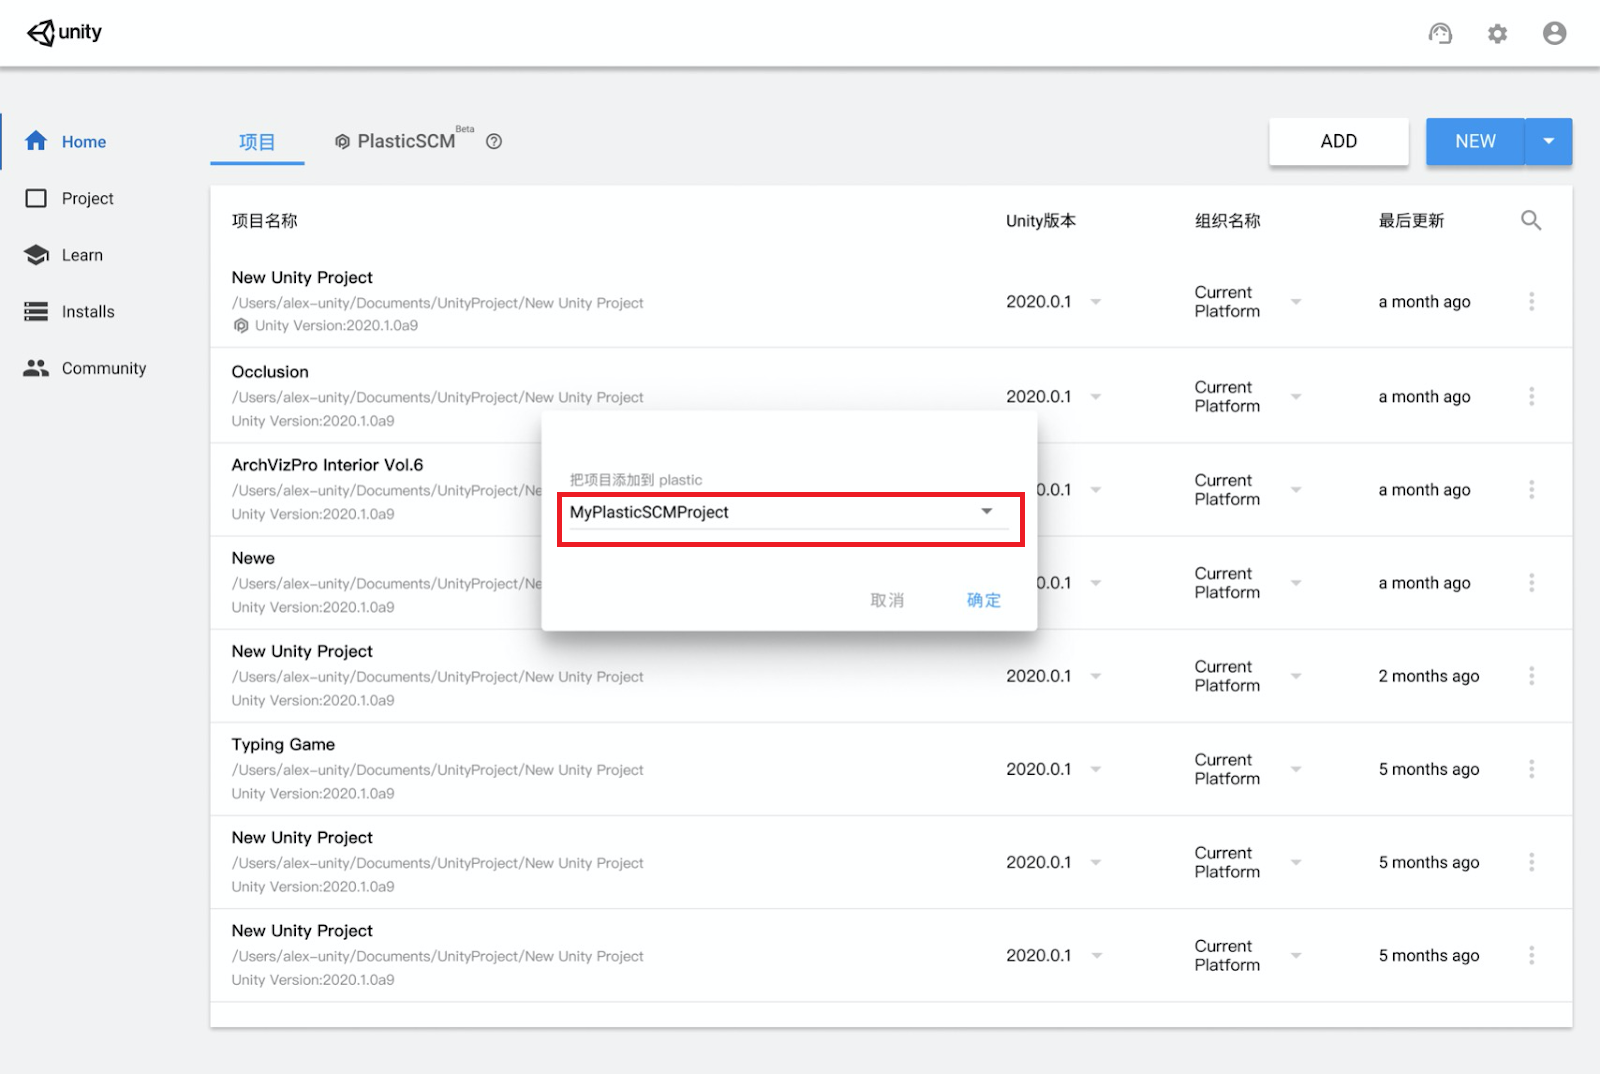 unity
Home
Project
Learn
Installs
Community
项目 PlasticSCM Beta ?
ADD NEW
项目名称 Unity版本 组织名称 最后更新
New Unity Project
/Users/alex-unity/Documents/UnityProject/New Unity Project
Unity Version:2020.1.0a9
2020.0.1
Current
Platform
a month ago
Occlusion
/Users/alex-unity/Documents/UnityProject/New Unity Project
Unity Version:2020.1.0a9
2020.0.1
Current
Platform
a month ago
ArchVizPro Interior Vol.6
/Users/alex-unity/Documents/UnityProject/Ne
Unity Version:2020.1.0a9
0.0.1
Current
Platform
a month ago
Newe
/Users/alex-unity/Documents/UnityProject/Ne
Unity Version:2020.1.0a9
0.0.1
Current
Platform
a month ago
把项目添加到 plastic
MyPlasticSCMProject
取消 确定
New Unity Project
/Users/alex-unity/Documents/UnityProject/New Unity Project
Unity Version:2020.1.0a9
2020.0.1
Current
Platform
2 months ago
Typing Game
/Users/alex-unity/Documents/UnityProject/New Unity Project
Unity Version:2020.1.0a9
2020.0.1
Current
Platform
5 months ago
New Unity Project
/Users/alex-unity/Documents/UnityProject/New Unity Project
Unity Version:2020.1.0a9
2020.0.1
Current
Platform
5 months ago
New Unity Project
/Users/alex-unity/Documents/UnityProject/New Unity Project
Unity Version:2020.1.0a9
2020.0.1
Current
Platform
5 months ago